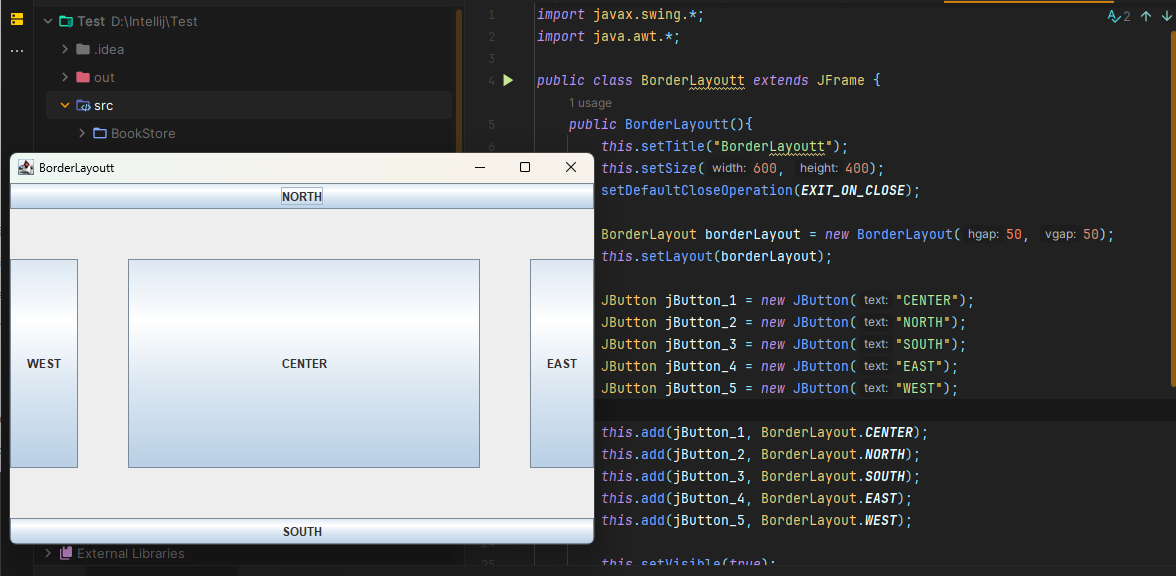 Test D:\Intellij\Test
.idea
out
src
BookStore
BorderLayoutt
NORTH
WEST
CENTER
EAST
SOUTH
External Libraries
2
1 import javax.swing.*;
2 import java.awt.*;
3
4 public class BorderLayoutt extends JFrame {
1 usage
5 public BorderLayoutt(){
6 this.setTitle("BorderLayoutt");
this.setSize( width: 600, height: 400);
setDefaultCloseOperation(EXIT_ON_CLOSE);
BorderLayout borderLayout = new BorderLayout( hgap: 50, vgap: 50);
this.setLayout(borderLayout);
JButton jButton_1 = new JButton( text: "CENTER");
JButton jButton_2 = new JButton( text: "NORTH");
JButton jButton_3 = new JButton( text: "SOUTH");
JButton jButton_4 = new JButton( text: "EAST");
JButton jButton_5 = new JButton( text: "WEST");
this.add(jButton_1, BorderLayout.CENTER);
this.add(jButton_2, BorderLayout.NORTH);
this.add(jButton_3, BorderLayout.SOUTH);
this.add(jButton_4, BorderLayout.EAST);
this.add(jButton_5, BorderLayout.WEST);
25 this.setVisible(true);